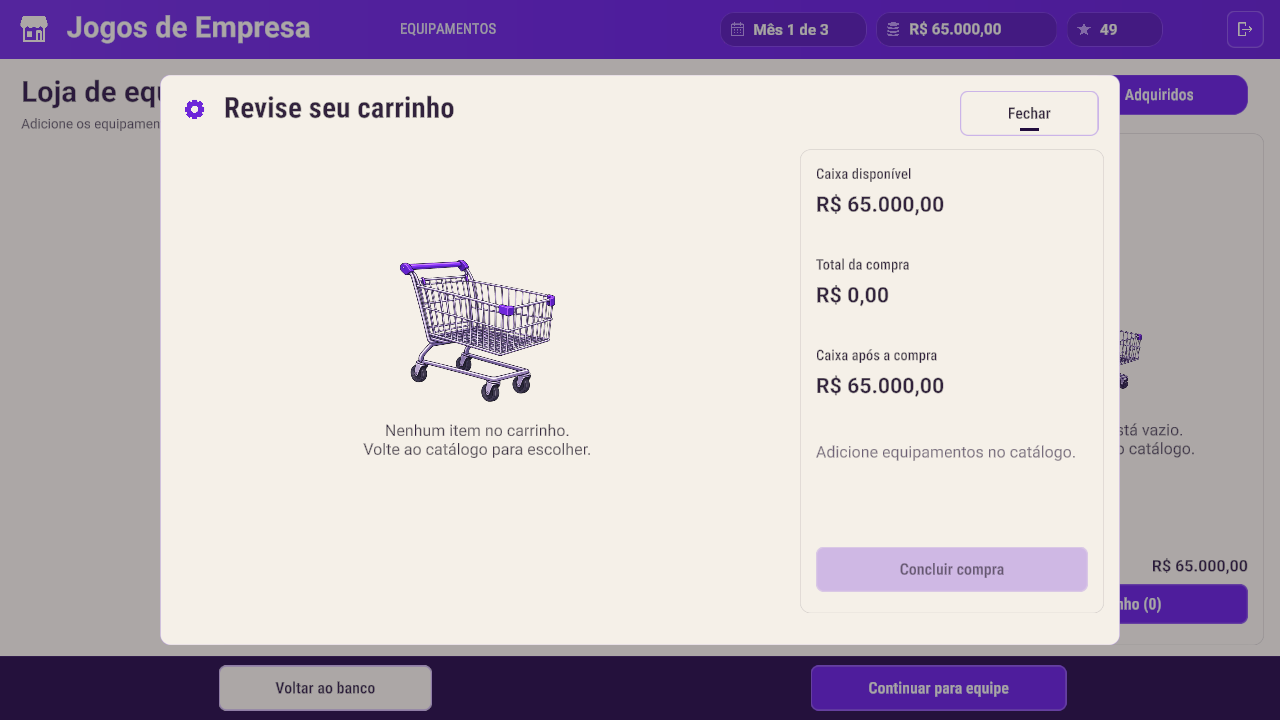 Jogos de Empresa
EQUIPAMENTOS
Mês 1 de 3
R$ 65.000,00
49
Loja de equ
Adicione os equipamen
Adquiridos
Revise seu carrinho
Fechar
Nenhum item no carrinho.
Volte ao catálogo para escolher.
Caixa disponível
R$ 65.000,00
Total da compra
R$ 0,00
Caixa após a compra
R$ 65.000,00
Adicione equipamentos no catálogo.
Concluir compra
stá vazio.
o catálogo.
R$ 65.000,00
nho (0)
Voltar ao banco
Continuar para equipe